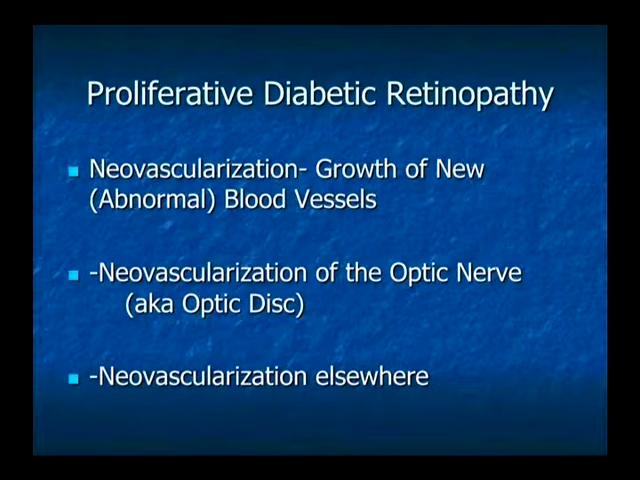 Proliferative Diabetic Retinopathy
Neovascularization- Growth of New
(Abnormal) Blood Vessels
-Neovascularization of the Optic Nerve
(aka Optic Disc)
-Neovascularization elsewhere